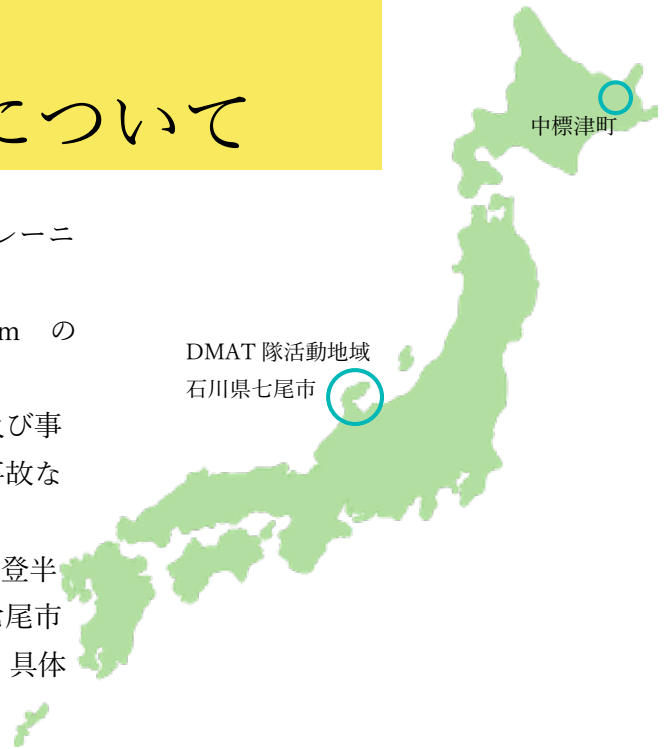 について
中標津町
レーニ
m の
DMAT 隊活動地域
石川県七尾市
び事
故な
登半
尾市
具体